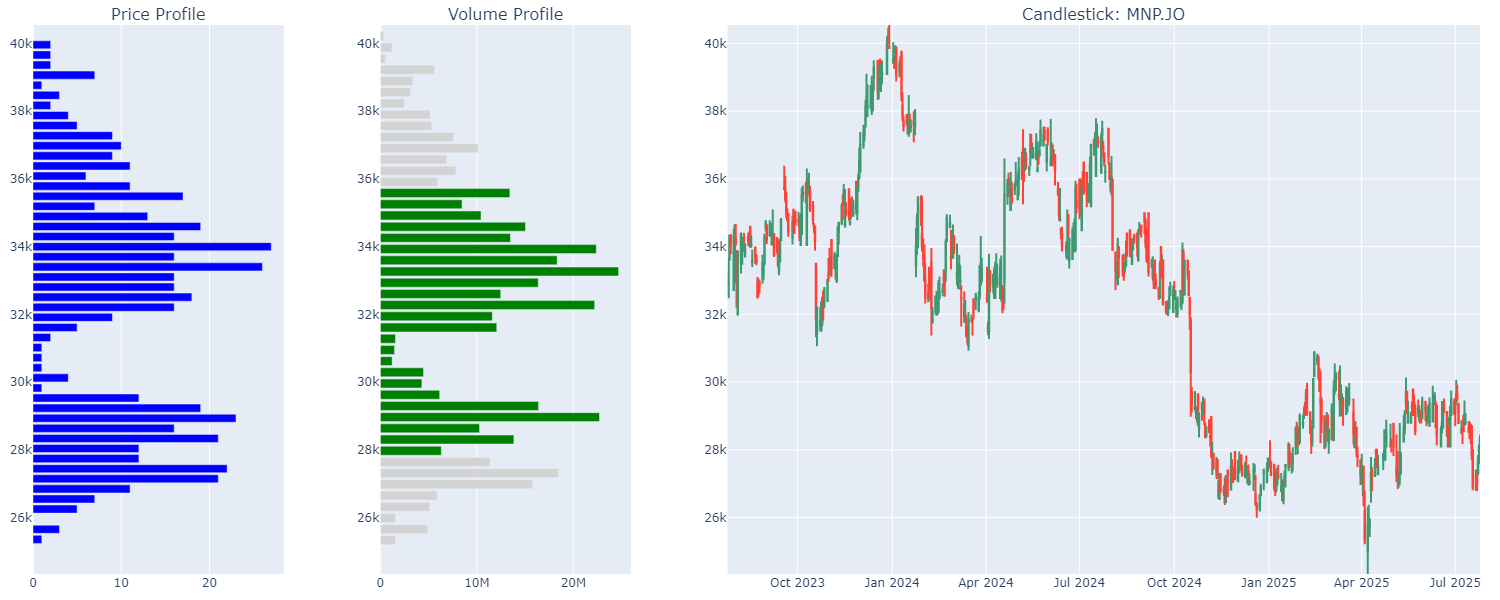 Price Profile
Volume Profile
Candlestick: MNP.JO
40k
38k
36k
34k
32k
30k
28k
26k
0
10
20
40k
38k
36k
34k
32k
30k
28k
26k
0
10M
20M
40k
38k
36k
34k
32k
30k
28k
26k
Oct 2023
Jan 2024
Apr 2024
Jul 2024
Oct 2024
Jan 2025
Apr 2025
Jul 2025